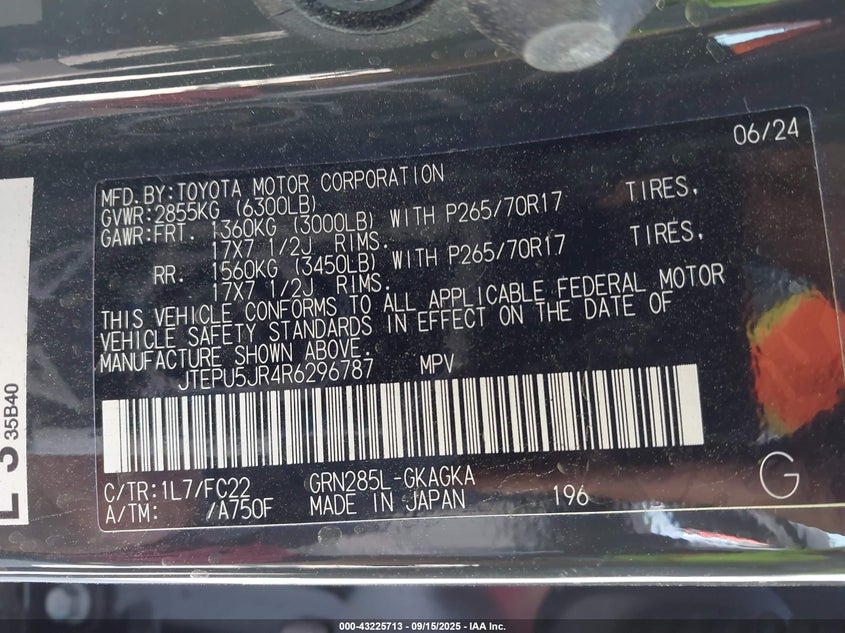 06/24
MFD.BY:TOYOTA MOTOR CORPORATION
GVWR:2855KG (6300LB)
GAWR:FRT. 1360KG (3000LB) WITH P265/70R17 TIRES,
17X7 1/2J RIMS.
RR. 1560KG (3450LB) WITH P265/70R17 TIRES,
17X7 1/2J RIMS.
THIS VEHICLE CONFORMS TO ALL APPLICABLE FEDERAL MOTOR
VEHICLE SAFETY STANDARDS IN EFFECT ON THE DATE OF
MANUFACTURE SHOWN ABOVE.
JTEPU5JR4R6296787 MPV
C/TR:1L7/FC22 GRN285L-GKAGKA
A/TM: /A750F MADE IN JAPAN 196 G
35B40
000-43225713 - 09/15/2025 - IAA Inc.